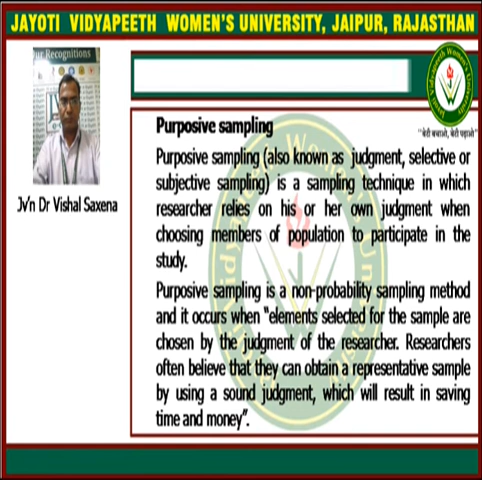 JAYOTI VIDYAPEETH WOMEN'S UNIVERSITY, JAIPUR, RAJASTHAN
ur Recognitions
"बेटी बचाओ, बेटी पढ़ाओ"
Jv'n Dr Vishal Saxena
Purposive sampling
Purposive sampling (also known as judgment, selective or
subjective sampling) is a sampling technique in which
researcher relies on his or her own judgment when
choosing members of population to participate in the
study.
Purposive sampling is a non-probability sampling method
and it occurs when "elements selected for the sample are
chosen by the judgment of the researcher. Researchers
often believe that they can obtain a representative sample
by using a sound judgment, which will result in saving
time and money".